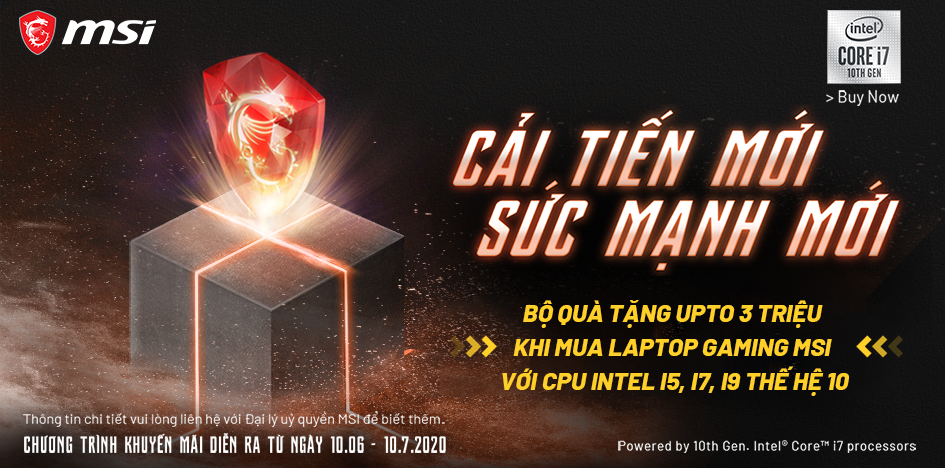 msi
intel
CORE i7
10TH GEN
> Buy Now
CẢI TIẾN MỚI
SỨC MẠNH MỚI
BỘ QUÀ TẶNG UPTO 3 TRIỆU
KHI MUA LAPTOP GAMING MSI
VỚI CPU INTEL I5, I7, I9 THẾ HỆ 10
Thông tin chi tiết vui lòng liên hệ với Đại lý uỷ quyền MSI để biết thêm.
CHƯƠNG TRÌNH KHUYẾN MÃI DIỄN RA TỪ NGÀY 10.06 - 10.7.2020
Powered by 10th Gen. Intel® Core™ i7 processors